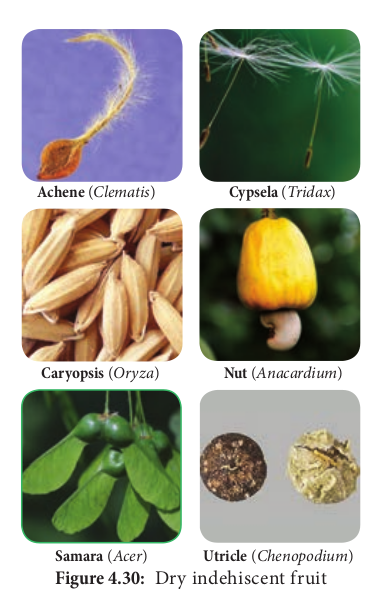 Achene (Clematis)
Cypsela (Tridax)
Caryopsis (Oryza)
Nut (Anacardium)
Samara (Acer)
Utricle (Chenopodium)
Figure 4.30: Dry indehiscent fruit